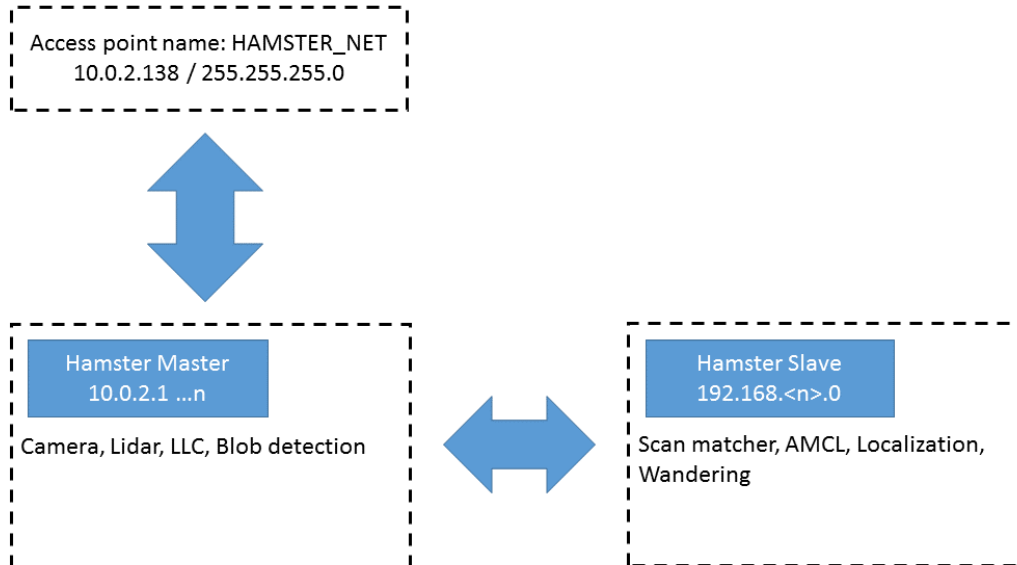 Access point name: HAMSTER_NET
10.0.2.138 / 255.255.255.0
Hamster Master
10.0.2.1 ...n
Camera, Lidar, LLC, Blob detection
Hamster Slave
192.168.<n>.0
Scan matcher, AMCL, Localization,
Wandering